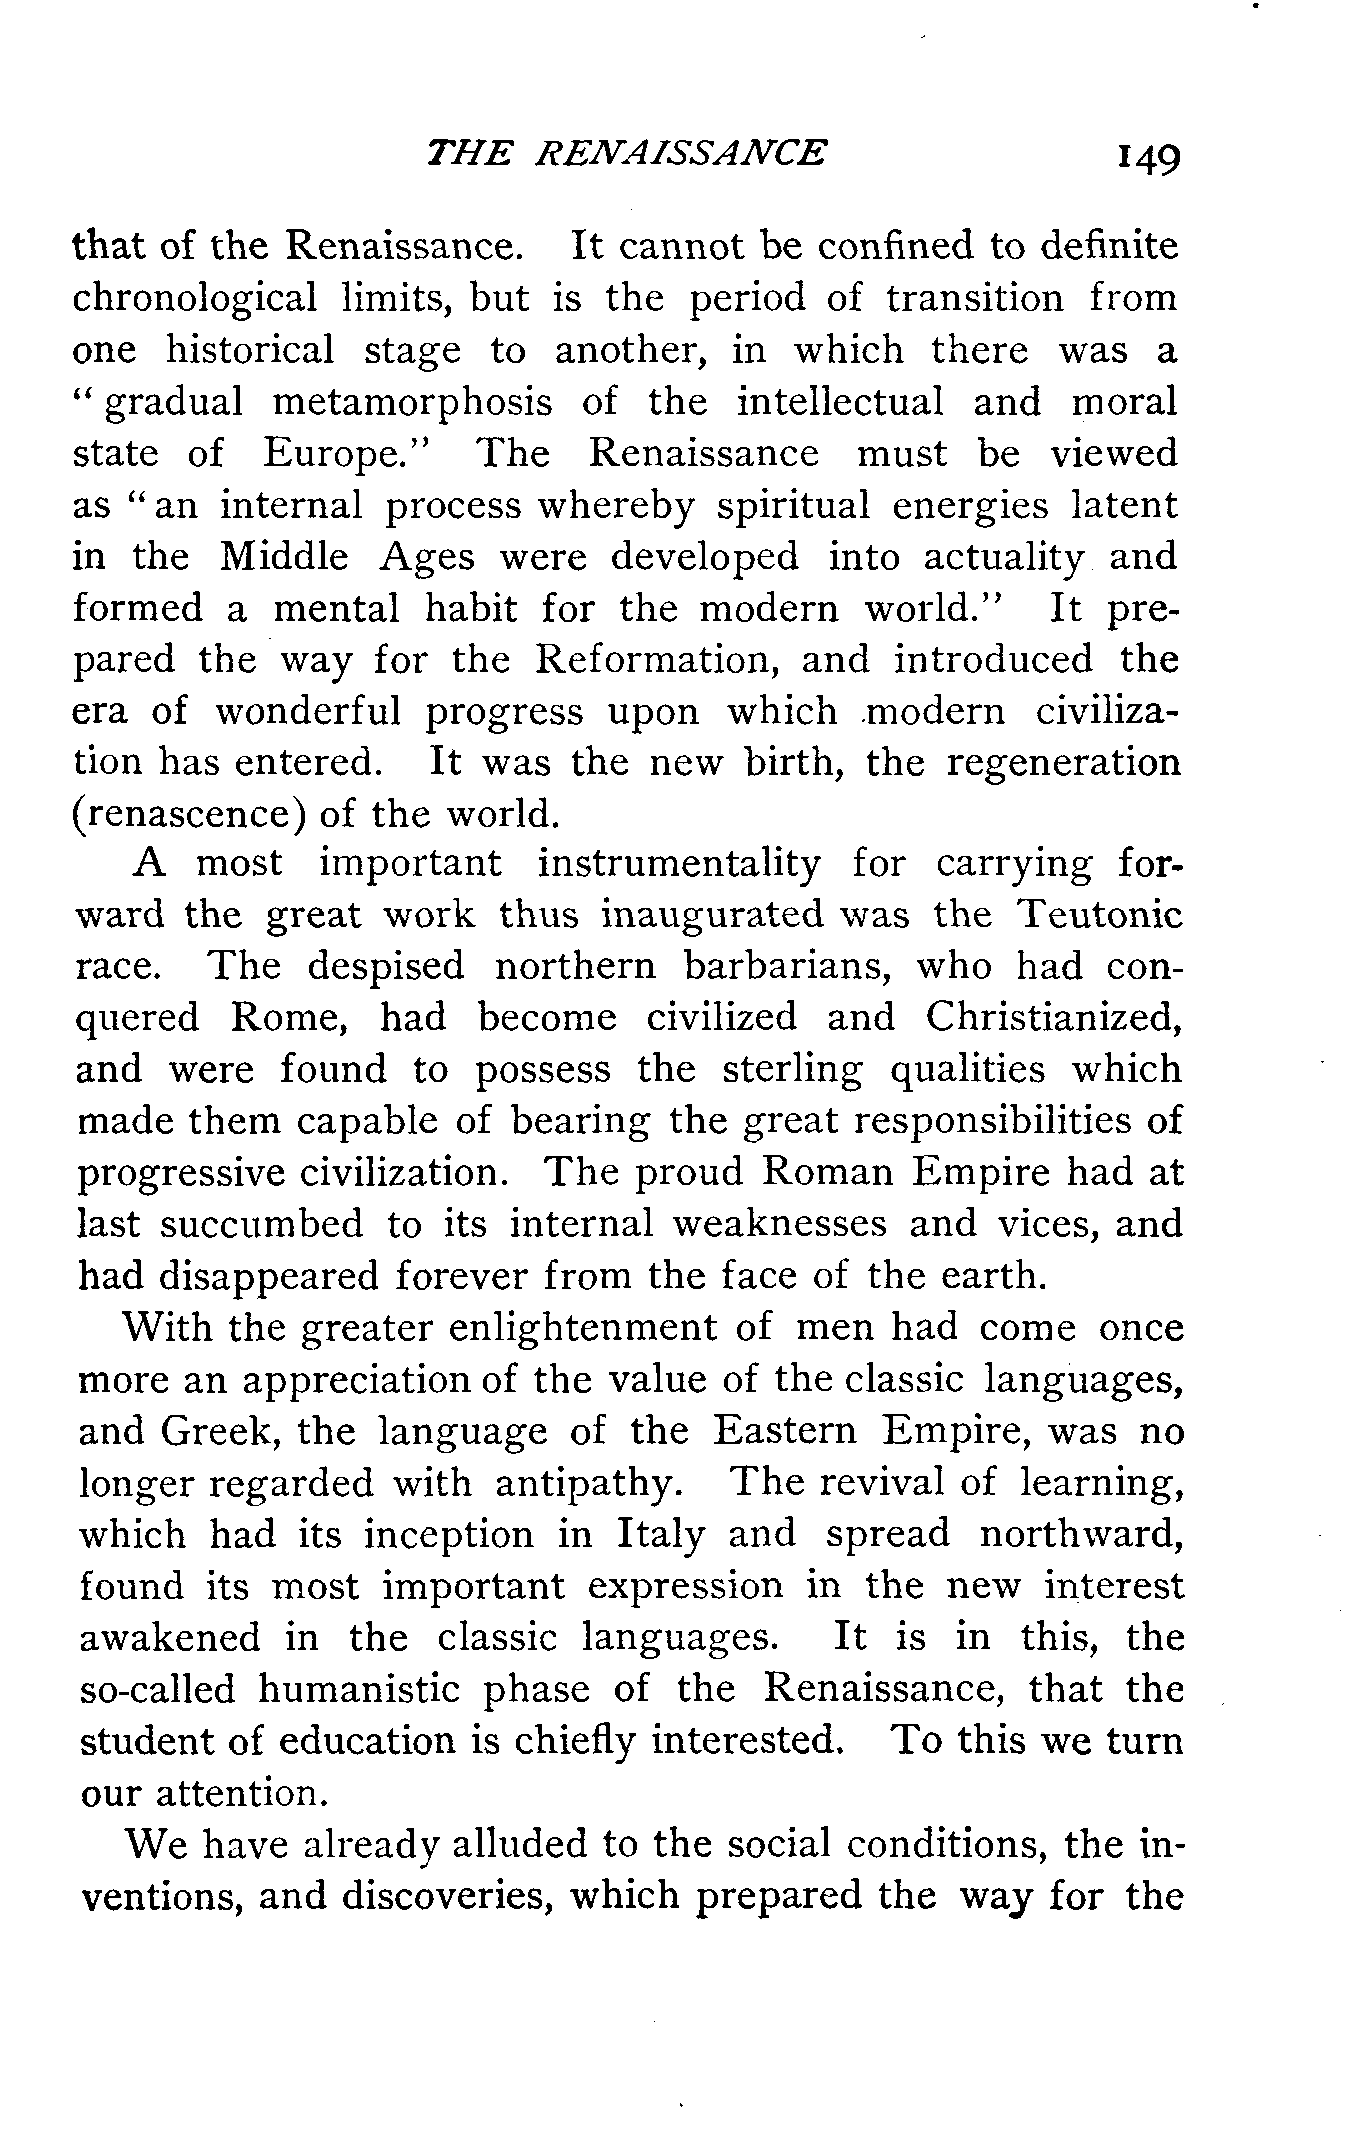 THE RENAISSANCE 149
that of the Renaissance. It cannot be confined to definite
chronological limits, but is the period of transition from
one historical stage to another, in which there was a
“ gradual metamorphosis of the intellectual and moral
state of Europe.” The Renaissance must be viewed
as “ an internal process whereby spiritual energies latent
in the Middle Ages were developed into actuality and
formed a mental habit for the modern world.” It pre-
pared the way for the Reformation, and introduced the
era of wonderful progress upon which modern civiliza-
tion has entered. It was the new birth, the regeneration
(renascence) of the world.
A most important instrumentality for carrying for-
ward the great work thus inaugurated was the Teutonic
race. The despised northern barbarians, who had con-
quered Rome, had become civilized and Christianized,
and were found to possess the sterling qualities which
made them capable of bearing the great responsibilities of
progressive civilization. The proud Roman Empire had at
last succumbed to its internal weaknesses and vices, and
had disappeared forever from the face of the earth.
With the greater enlightenment of men had come once
more an appreciation of the value of the classic languages,
and Greek, the language of the Eastern Empire, was no
longer regarded with antipathy. The revival of learning,
which had its inception in Italy and spread northward,
found its most important expression in the new interest
awakened in the classic languages. It is in this, the
so-called humanistic phase of the Renaissance, that the
student of education is chiefly interested. To this we turn
our attention.
We have already alluded to the social conditions, the in-
ventions, and discoveries, which prepared the way for the